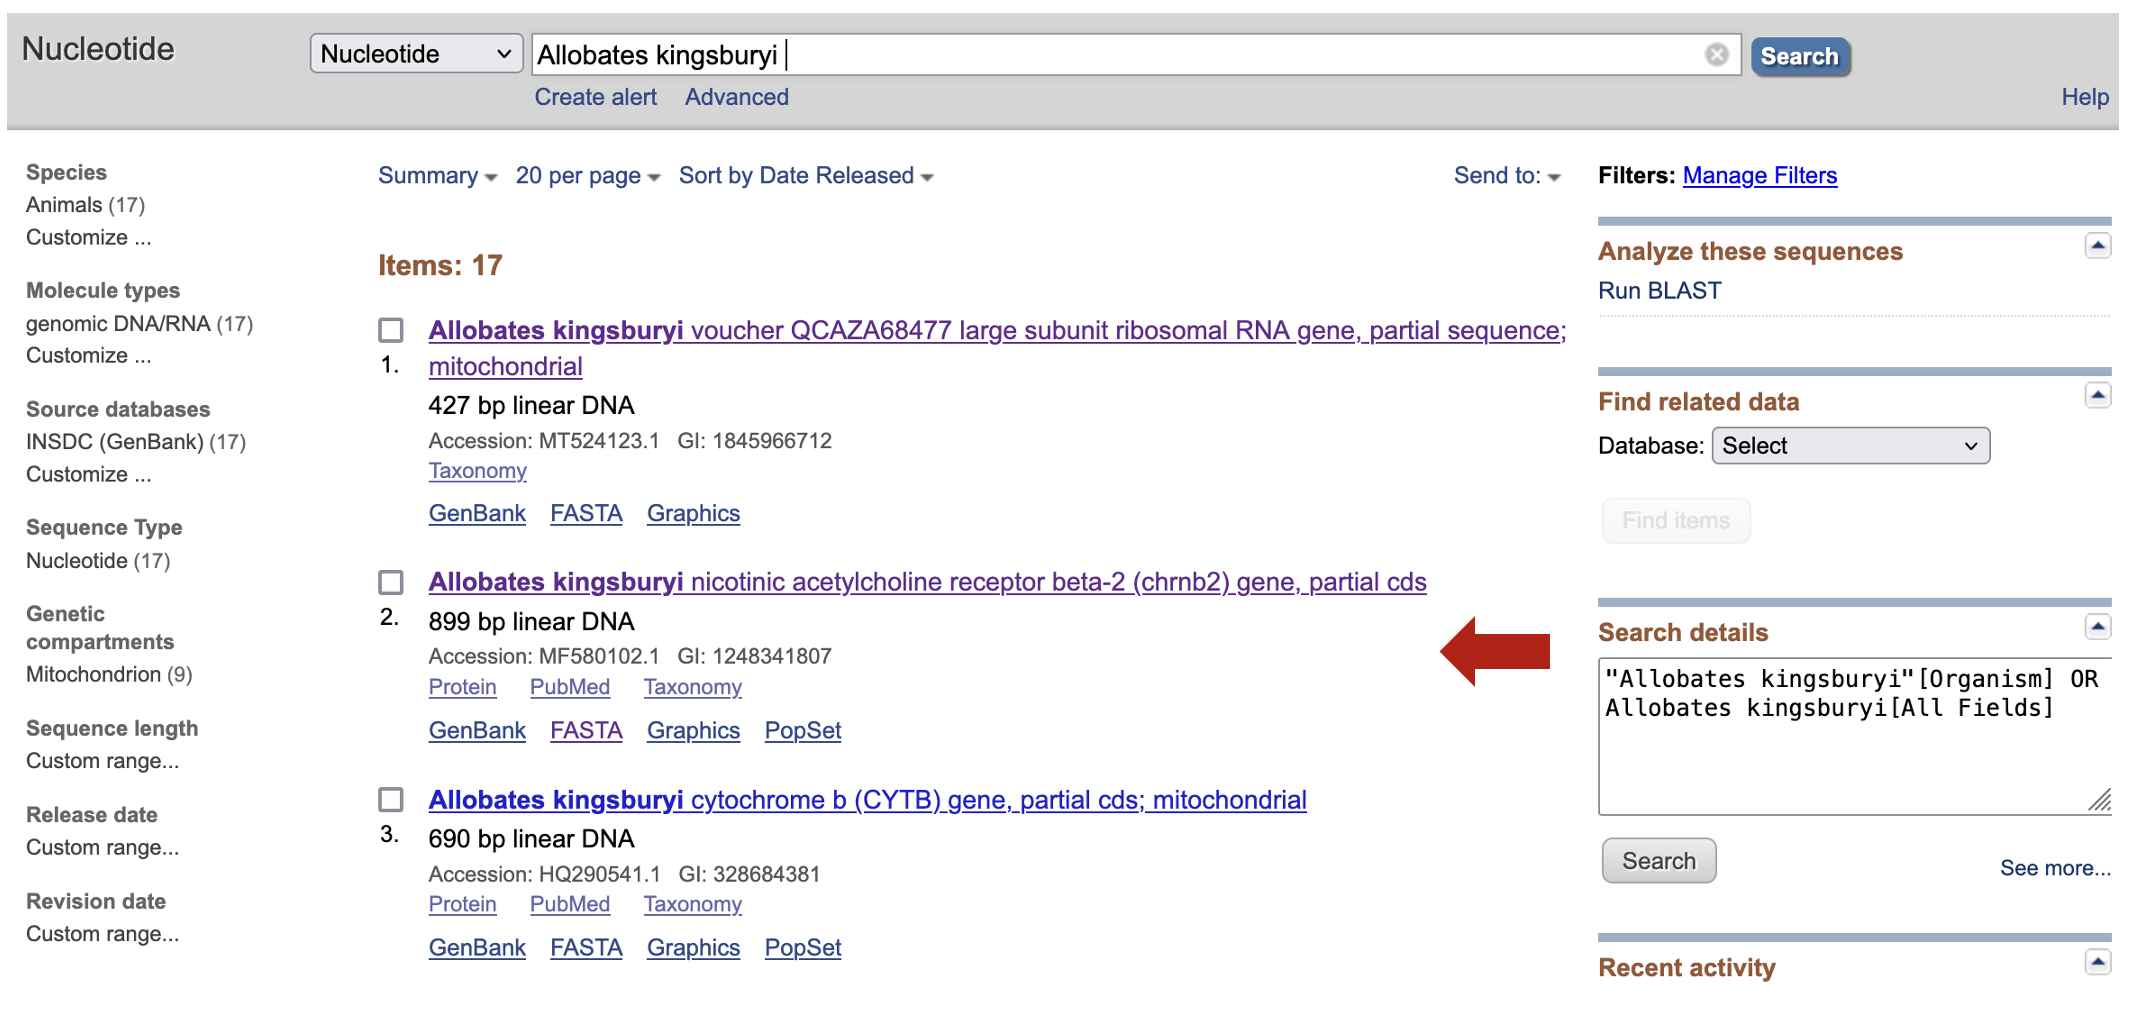 Nucleotide
Nucleotide
Allobates kingsburyi
Search
Create alert Advanced
Help
Species
Animals (17)
Customize ...
Molecule types
genomic DNA/RNA (17)
Customize ...
Source databases
INSDC (GenBank) (17)
Customize ...
Sequence Type
Nucleotide (17)
Genetic
compartments
Mitochondrion (9)
Sequence length
Custom range...
Release date
Custom range...
Revision date
Custom range...
Summary 20 per page Sort by Date Released Send to:
Items: 17
1.
Allobates kingsburyi voucher QCAZA68477 large subunit ribosomal RNA gene, partial sequence;
mitochondrial
427 bp linear DNA
Accession: MT524123.1 GI: 1845966712
Taxonomy
GenBank FASTA Graphics
2.
Allobates kingsburyi nicotinic acetylcholine receptor beta-2 (chrnb2) gene, partial cds
899 bp linear DNA
Accession: MF580102.1 GI: 1248341807
Protein PubMed Taxonomy
GenBank FASTA Graphics PopSet
3.
Allobates kingsburyi cytochrome b (CYTB) gene, partial cds; mitochondrial
690 bp linear DNA
Accession: HQ290541.1 GI: 328684381
Protein PubMed Taxonomy
GenBank FASTA Graphics PopSet
Filters: Manage Filters
Analyze these sequences
Run BLAST
Find related data
Database: Select
Find items
Search details
"Allobates kingsburyi"[Organism] OR
Allobates kingsburyi[All Fields]
Search
See more...
Recent activity